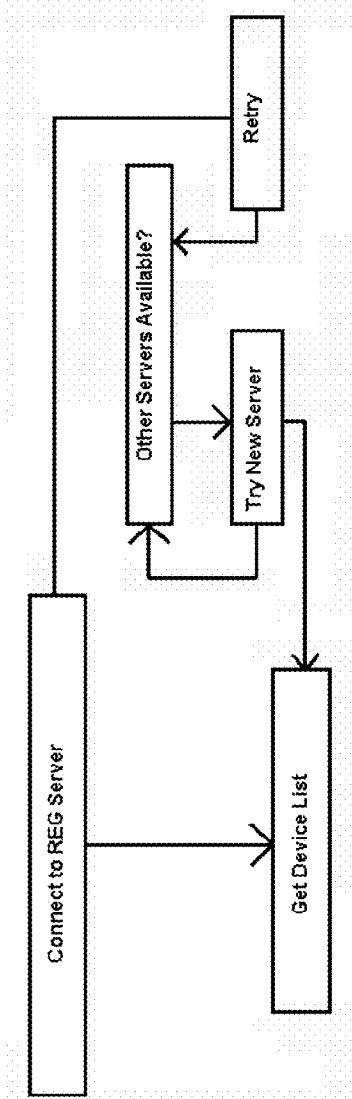 Connect to REG Server
Other Servers Available?
Retry
Try New Server
Get Device List